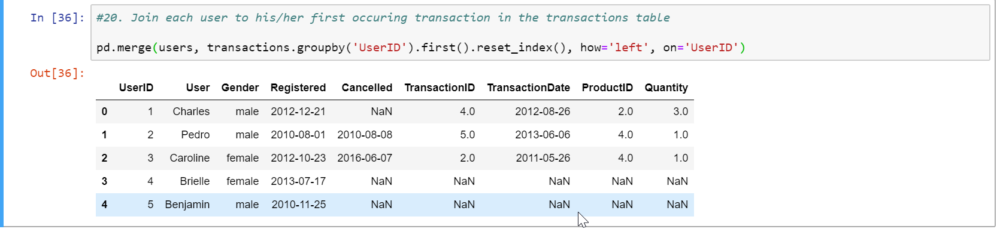 In [36]: #20. Join each user to his/her first occuring transaction in the transactions table
pd.merge(users, transactions.groupby('UserID').first().reset_index(), how='left', on='UserID')
Out[36]:
UserID User Gender Registered Cancelled TransactionID TransactionDate ProductID Quantity
0 1 Charles male 2012-12-21 NaN 4.0 2012-08-26 2.0 3.0
1 2 Pedro male 2010-08-01 2010-08-08 5.0 2013-06-06 4.0 1.0
2 3 Caroline female 2012-10-23 2016-06-07 2.0 2011-05-26 4.0 1.0
3 4 Brielle female 2013-07-17 NaN NaN NaN NaN NaN
4 5 Benjamin male 2010-11-25 NaN NaN NaN NaN NaN